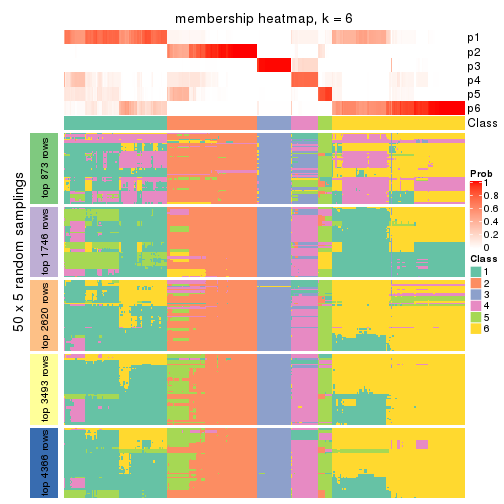 membership heatmap, k = 6
p1
p2
p3
p4
p5
p6
Class
50 x 5 random samplings
top 873 rows
top 1746 rows
top 2620 rows
top 3493 rows
top 4366 rows
Prob
1
0.8
0.6
0.4
0.2
0
Class
1
2
3
4
5
6